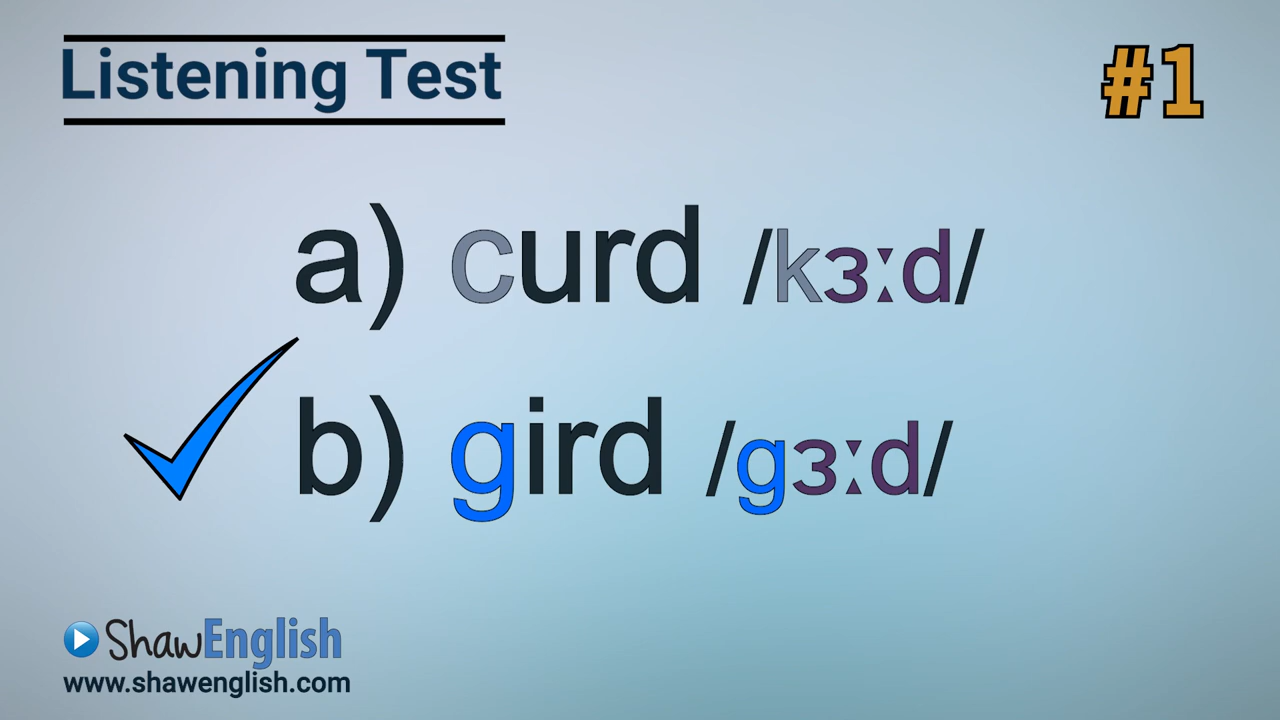 Listening Test
#1
a) curd /kɜːd/
b) gird /gɜːd/
ShawEnglish
www.shawenglish.com